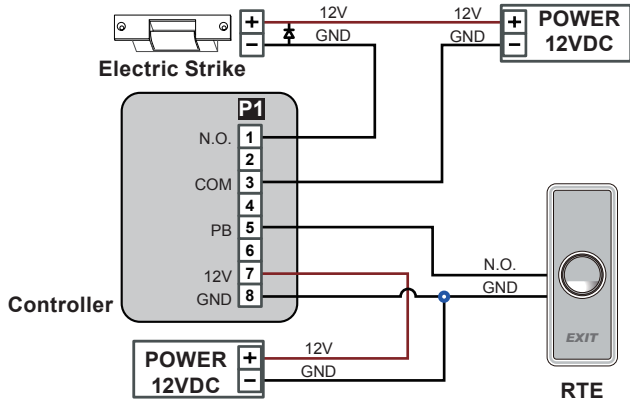 12V
12V
POWER
12VDC
+
−
+
−
GND
GND
Electric Strike
P1
N.O. 1
2
COM 3
4
PB 5
6
12V 7
GND 8
N.O.
GND
Controller
EXIT
RTE
POWER
12VDC
+
−
12V
GND